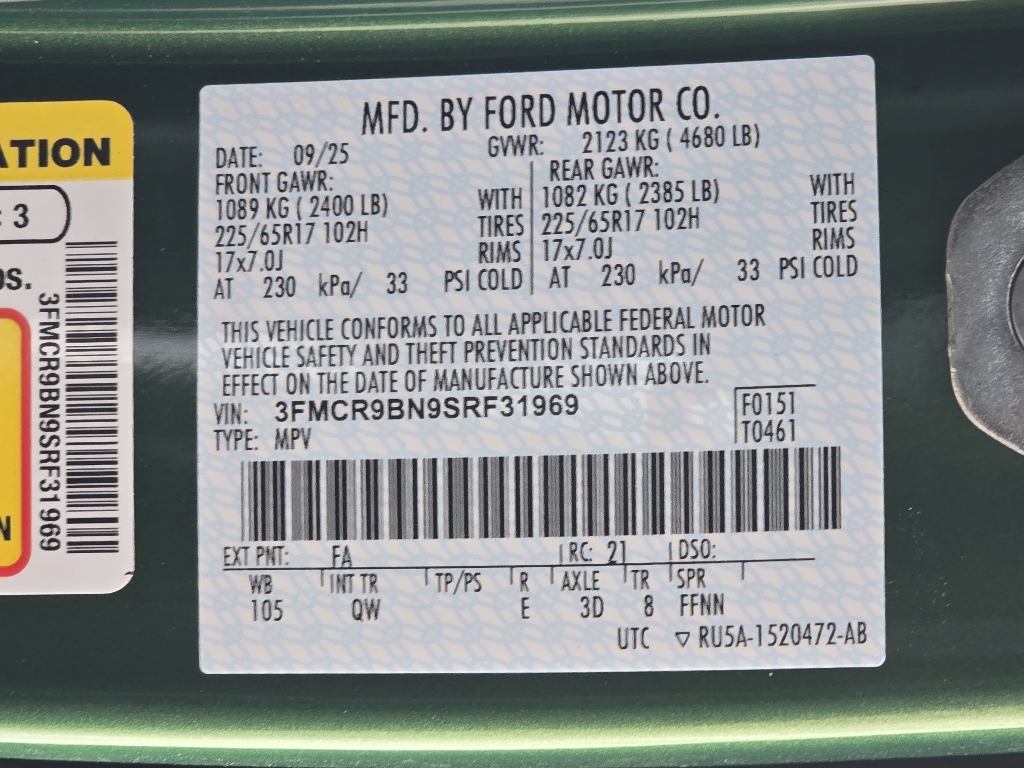 ATION
: 3
os.
3FMCR9BN9SRF31969
N
MFD. BY FORD MOTOR CO.
DATE: 09/25 GVWR: 2123 KG ( 4680 LB)
FRONT GAWR: REAR GAWR:
1089 KG ( 2400 LB) WITH 1082 KG ( 2385 LB) WITH
225/65R17 102H TIRES 225/65R17 102H TIRES
17x7.0J RIMS 17x7.0J RIMS
AT 230 kPa/ 33 PSI COLD AT 230 kPa/ 33 PSI COLD
THIS VEHICLE CONFORMS TO ALL APPLICABLE FEDERAL MOTOR
VEHICLE SAFETY AND THEFT PREVENTION STANDARDS IN
EFFECT ON THE DATE OF MANUFACTURE SHOWN ABOVE.
VIN: 3FMCR9BN9SRF31969 F0151
TYPE: MPV T0461
EXT PNT: FA RC: 21 DSO:
WB INT TR TP/PS R AXLE TR SPR
105 QW E 3D 8 FFNN
UTC ▽ RU5A-1520472-AB